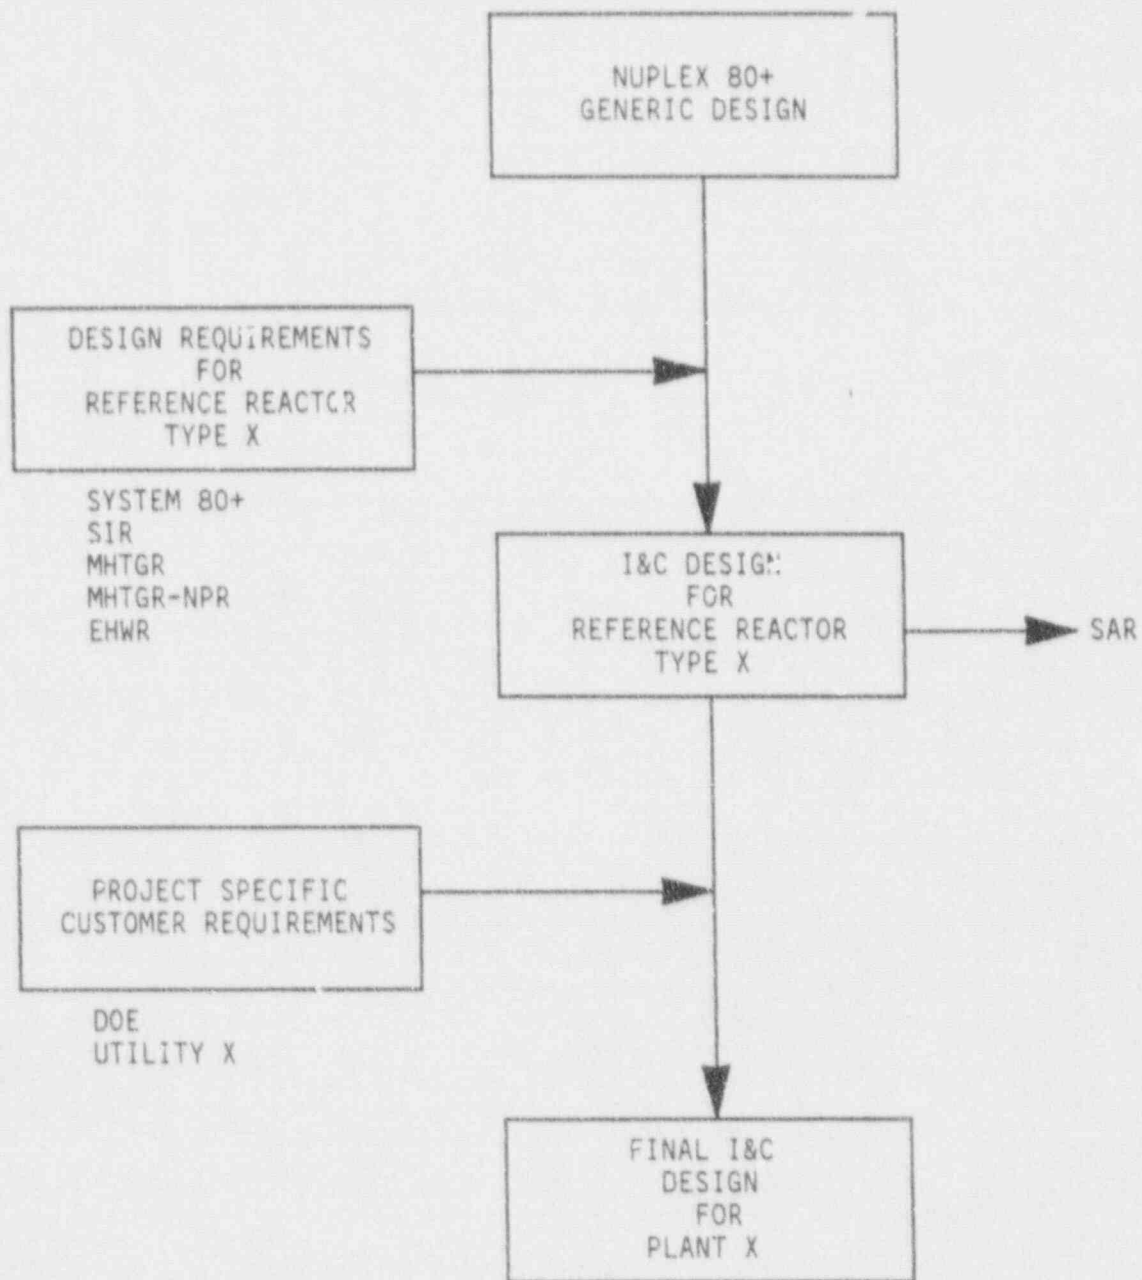 NUPLEX 80+
GENERIC DESIGN
DESIGN REQUIREMENTS
FOR
REFERENCE REACTOR
TYPE X
SYSTEM 80+
SIR
MHTGR
MHTGR-NPR
EHWR
I&C DESIGN
FOR
REFERENCE REACTOR
TYPE X
SAR
PROJECT SPECIFIC
CUSTOMER REQUIREMENTS
DOE
UTILITY X
FINAL I&C
DESIGN
FOR
PLANT X